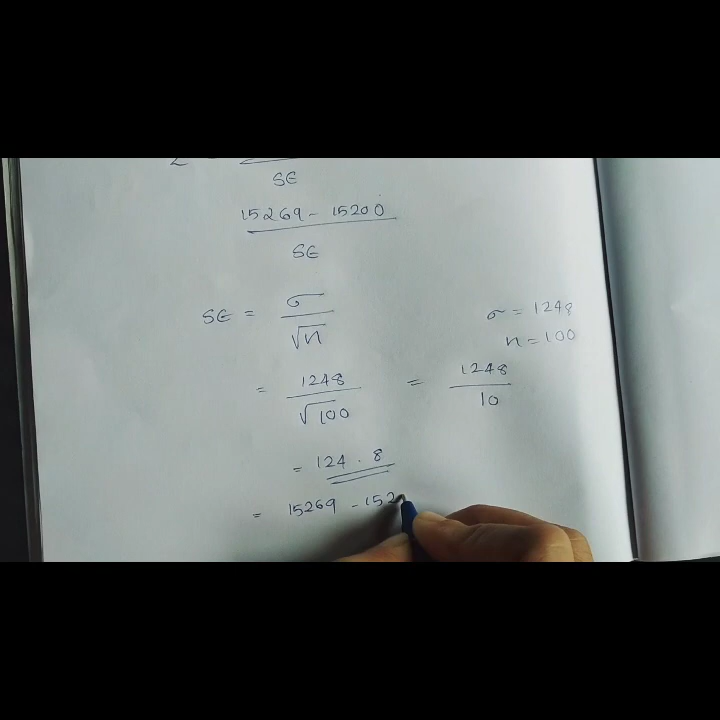 SE
15269 - 15200
SE
SE = σ / √n
σ = 1248
n = 100
= 1248 / √100 = 1248 / 10
= 124.8
= 15269 - 152